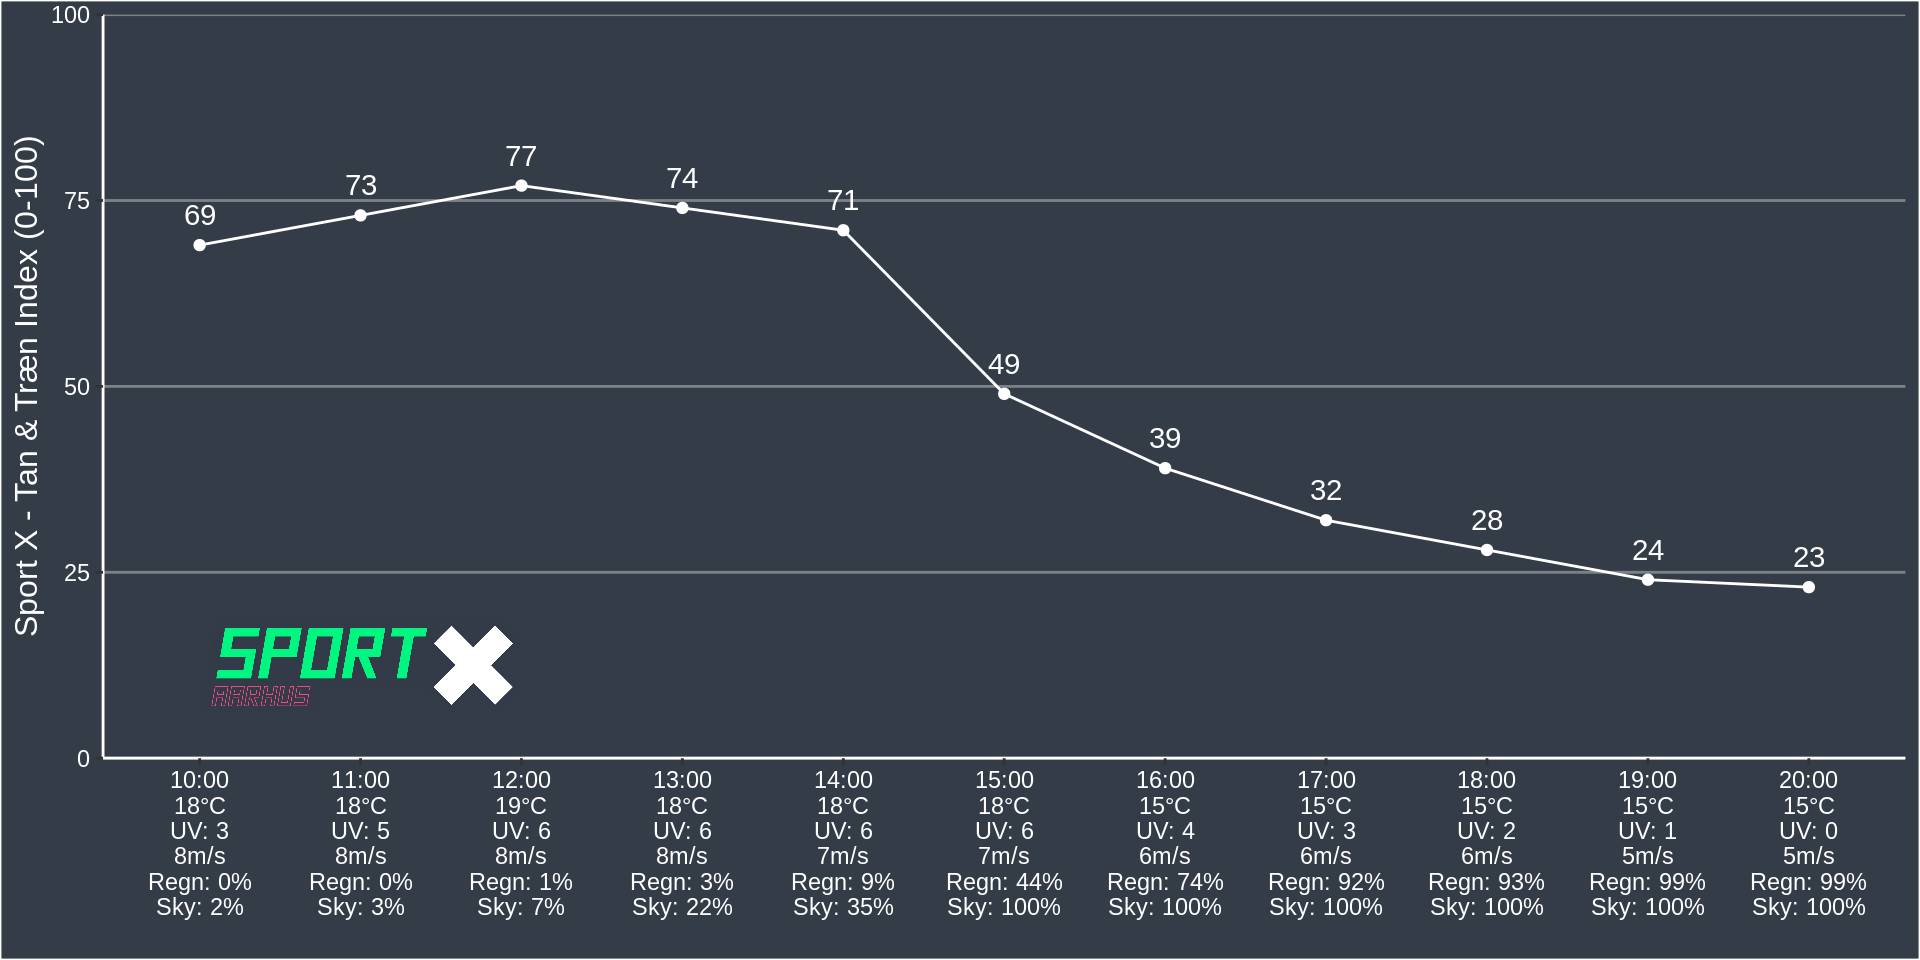 Sport X - Tan & Træn Index (0-100)
100
75
50
25
0
69
73
77
74
71
49
39
32
28
24
23
SPORT X
AARHUS
10:00 11:00 12:00 13:00 14:00 15:00 16:00 17:00 18:00 19:00 20:00
18°C 18°C 19°C 18°C 18°C 18°C 15°C 15°C 15°C 15°C 15°C
UV: 3 UV: 5 UV: 6 UV: 6 UV: 6 UV: 6 UV: 4 UV: 3 UV: 2 UV: 1 UV: 0
8m/s 8m/s 8m/s 8m/s 7m/s 7m/s 6m/s 6m/s 6m/s 5m/s 5m/s
Regn: 0% Regn: 0% Regn: 1% Regn: 3% Regn: 9% Regn: 44% Regn: 74% Regn: 92% Regn: 93% Regn: 99% Regn: 99%
Sky: 2% Sky: 3% Sky: 7% Sky: 22% Sky: 35% Sky: 100% Sky: 100% Sky: 100% Sky: 100% Sky: 100% Sky: 100%